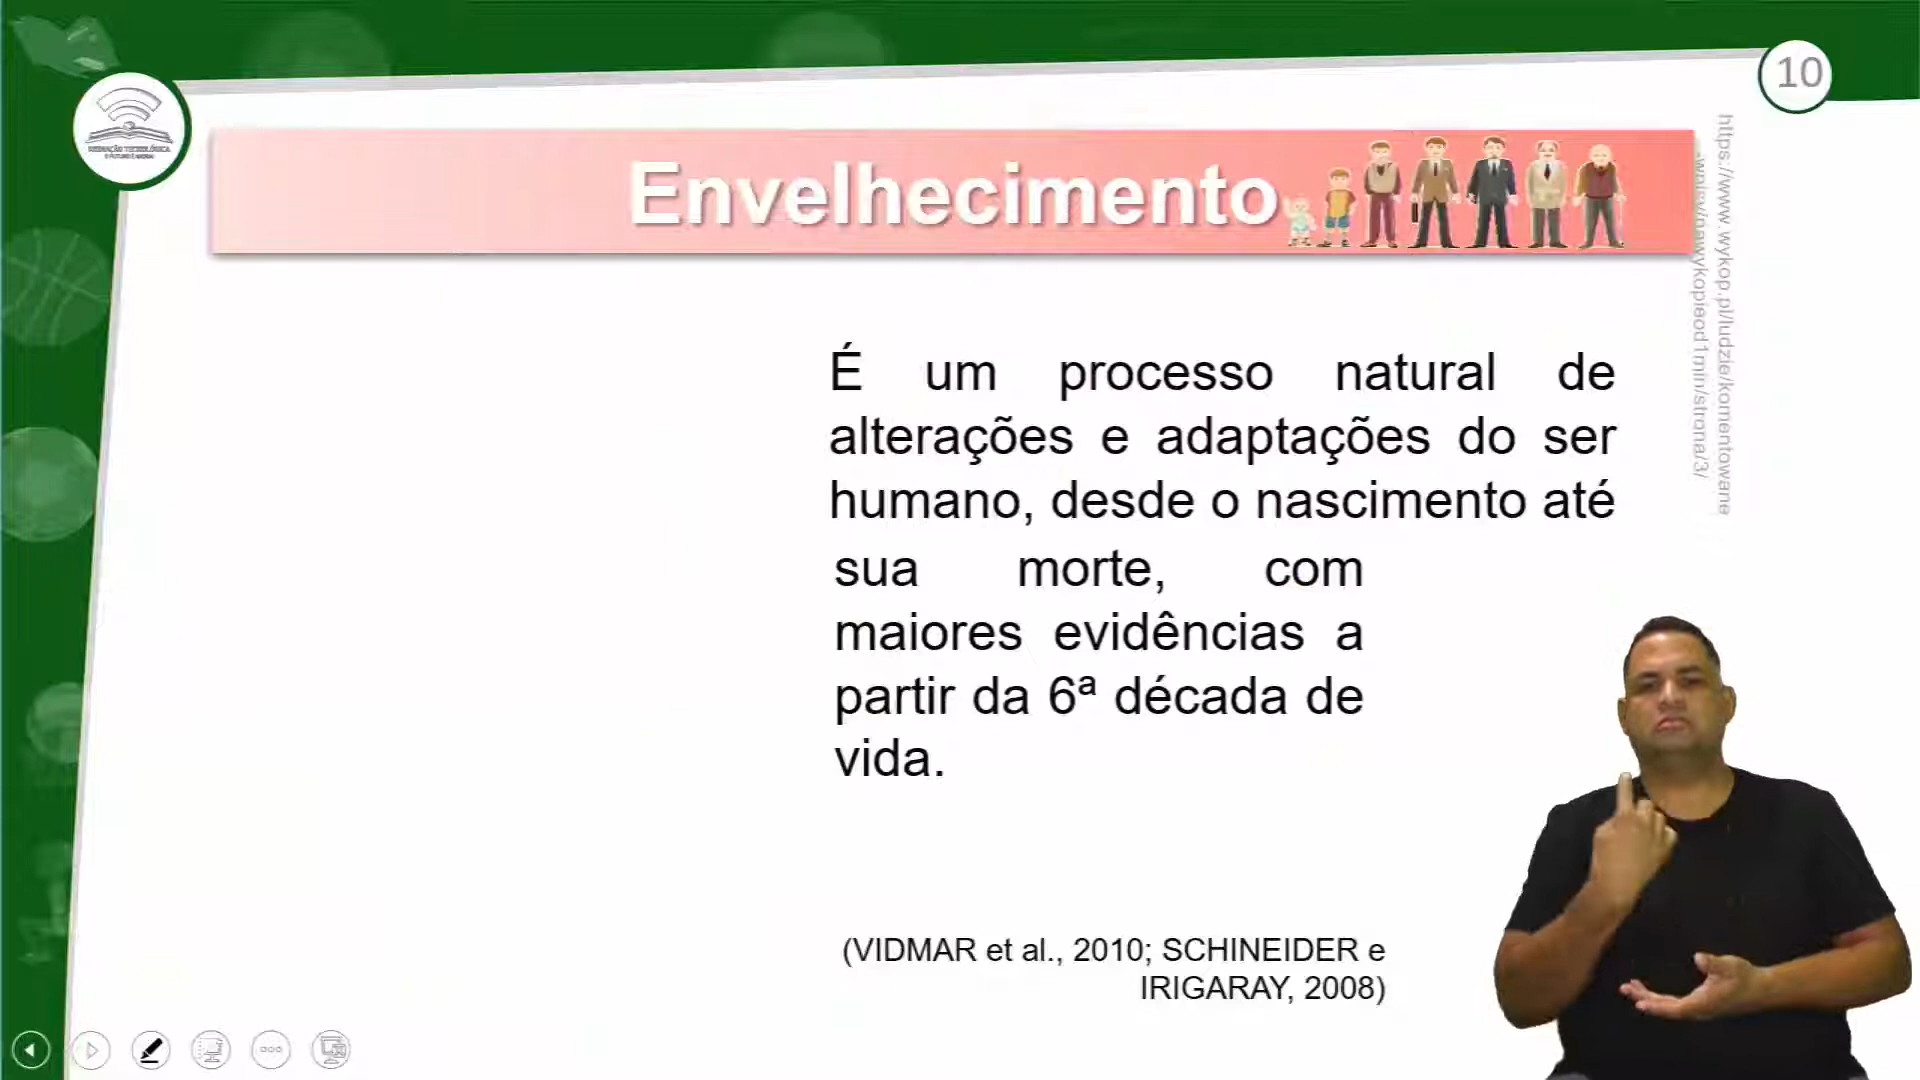 10
MEDIAÇÃO TECNOLÓGICA
Envelhecimento
https://www.wykop.pl/ludzie/komentowane
É um processo natural de
alterações e adaptações do ser
humano, desde o nascimento até
sua morte, com
maiores evidências a
partir da 6ª década de
vida.
(VIDMAR et al., 2010; SCHINEIDER e
IRIGARAY, 2008)